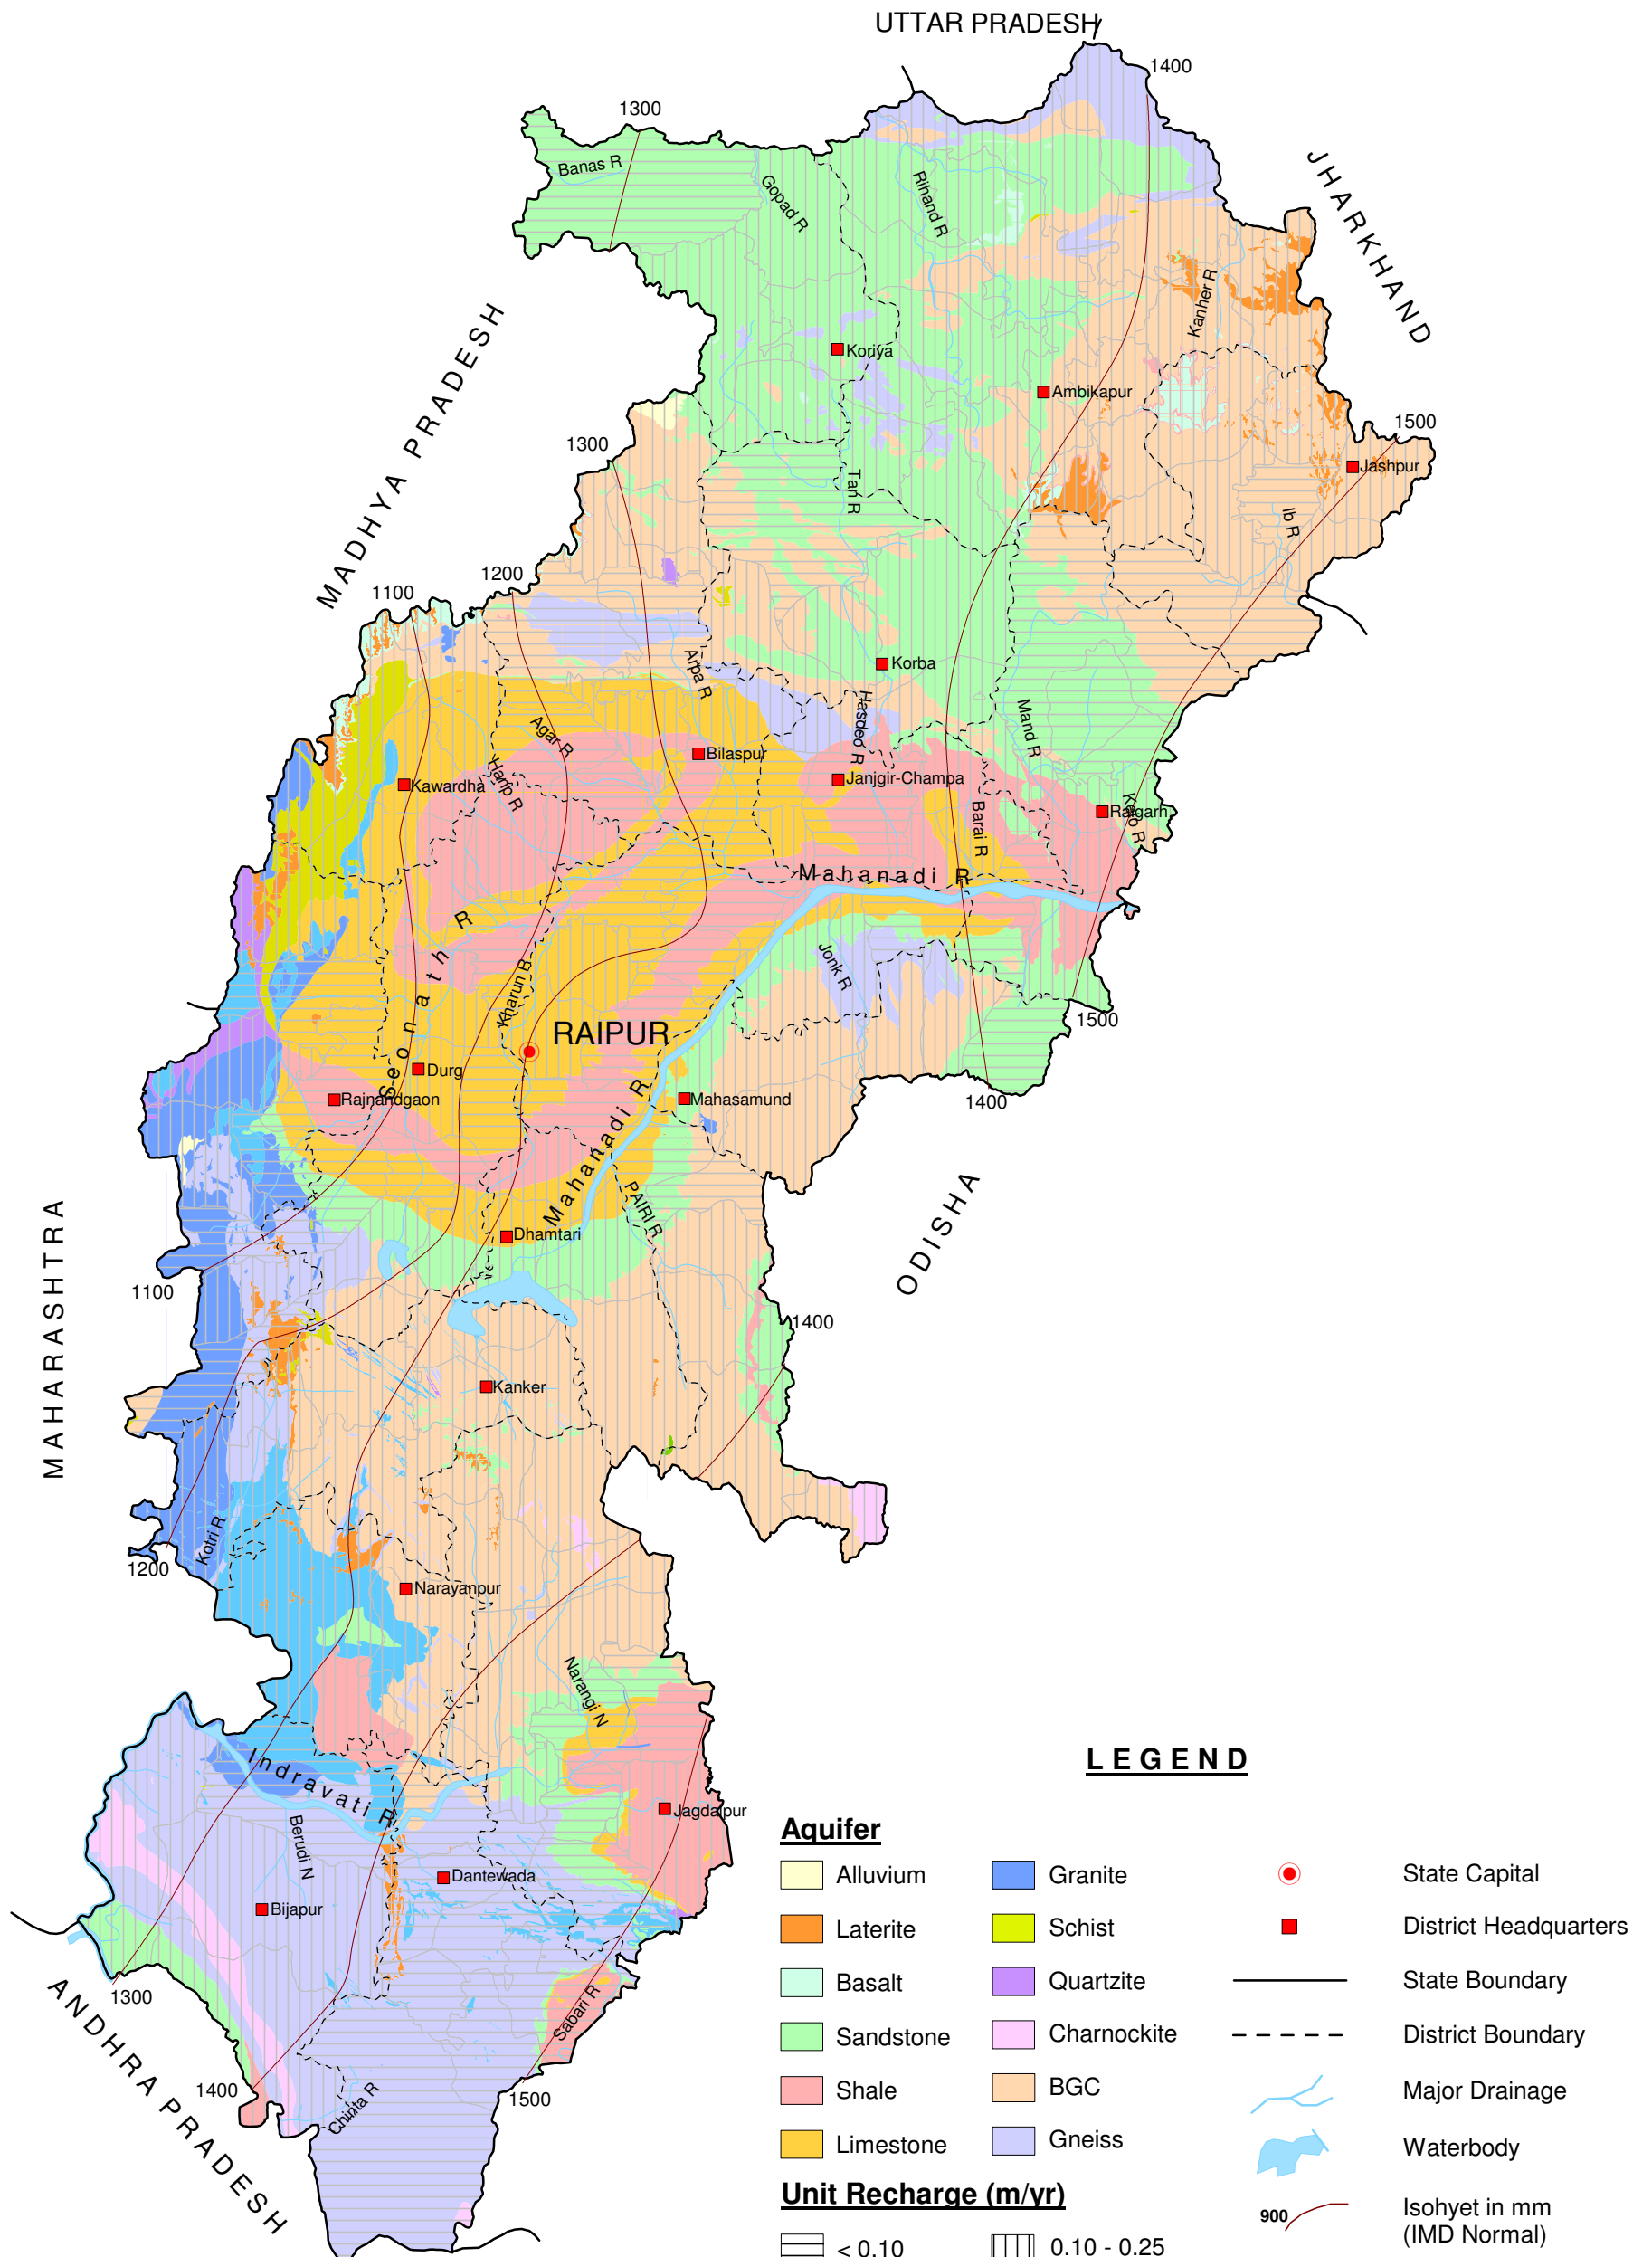 UTTAR PRADESH
1400
1300
JHARKHAND
Banas R
Gopad R
Rihand R
Kanher R
MADHYA PRADESH
Koriya
Ambikapur
1500
1300
Jashpur
Tan R
Ib R
1200
1100
Arpa R
Korba
Hasdeo R
Mand R
Agar R
Bilaspur
Hanp R
Janjgir-Champa
Kawardha
Barai R
Raigarh
Kelo R
Mahanadi R
Seonath R
Jonk R
Kharun B
RAIPUR
1500
Durg
Rajnandgaon
Mahasamund
1400
Mahanadi R
PAIRI R
ODISHA
MAHARASHTRA
Dhamtari
1100
1400
Kanker
Kotri R
1200
Narayanpur
Narangi N
Indravati R
Jagdalpur
Berudi N
Dantewada
Bijapur
1300
Sabari R
ANDHRA PRADESH
1400
1500
Chinta R
LEGEND
Aquifer
Alluvium
Laterite
Basalt
Sandstone
Shale
Limestone
Granite
Schist
Quartzite
Charnockite
BGC
Gneiss
State Capital
District Headquarters
State Boundary
District Boundary
Major Drainage
Waterbody
900
Isohyet in mm
(IMD Normal)
Unit Recharge (m/yr)
< 0.10
0.10 - 0.25